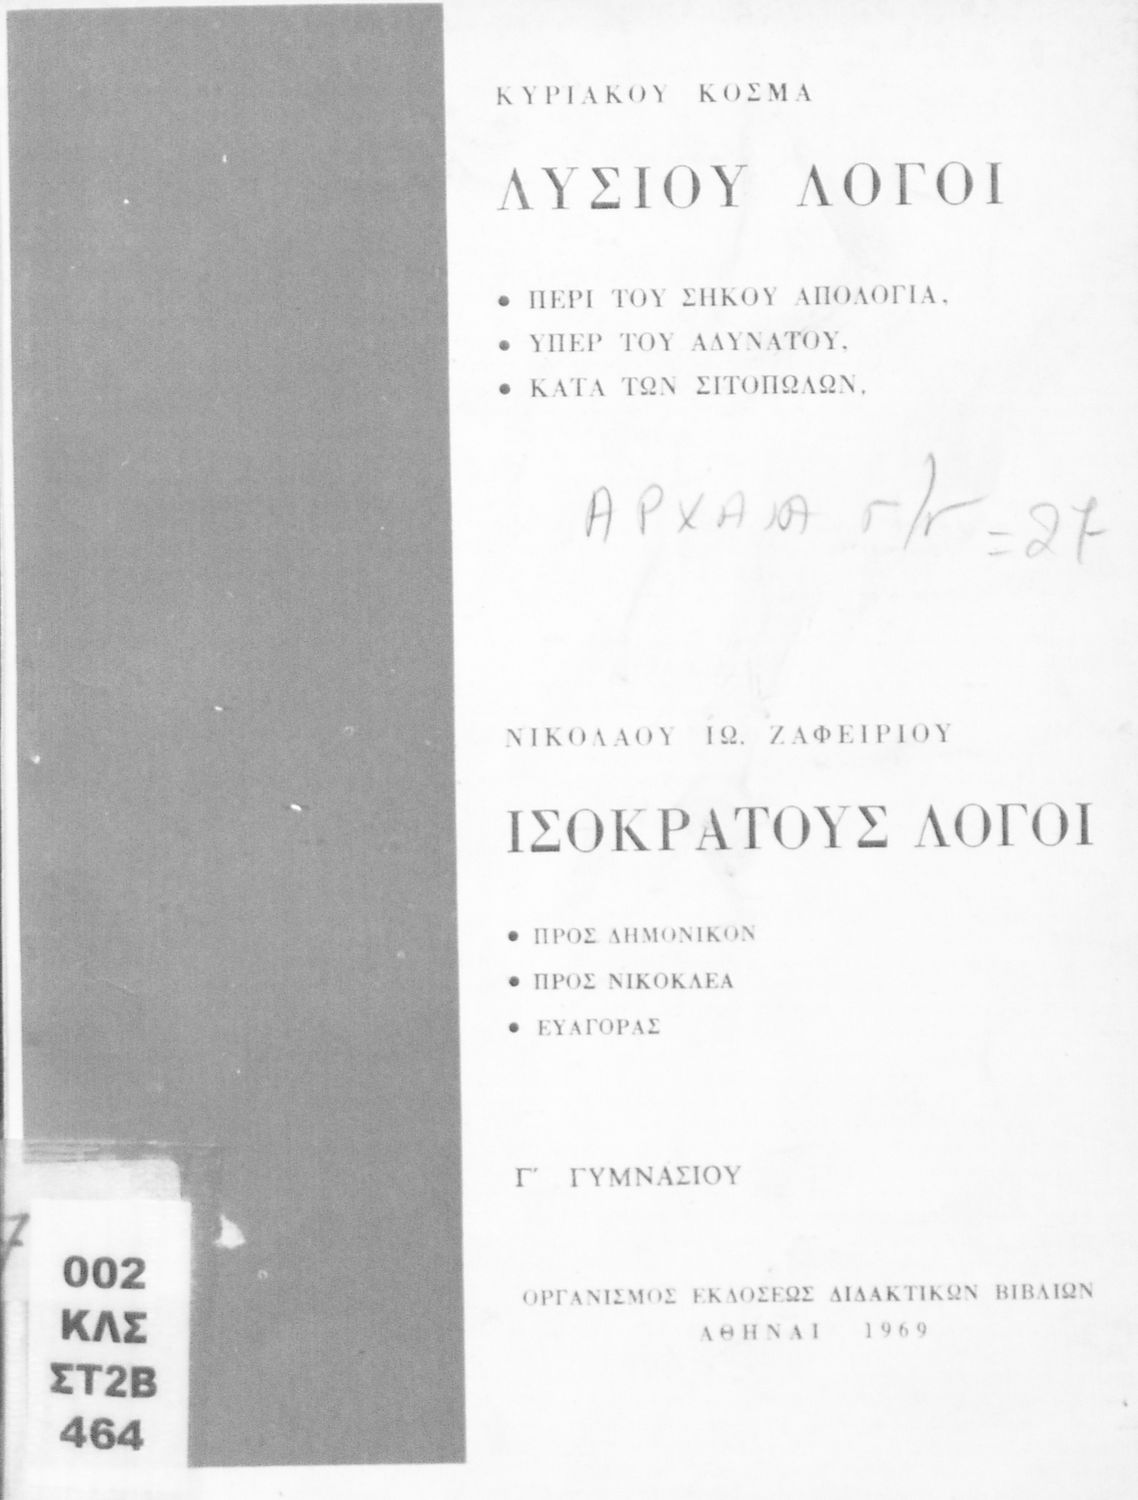 ΚΥΡΙΑΚΟΥ ΚΟΣΜΑ
ΛΥΣΙΟΥ ΛΟΓΟΙ
• ΠΕΡΙ ΤΟΥ ΣΗΚΟΥ ΑΠΟΛΟΓΙΑ,
• ΥΠΕΡ ΤΟΥ ΑΔΥΝΑΤΟΥ,
• ΚΑΤΑ ΤΩΝ ΣΙΤΟΠΩΛΩΝ,
ΑΡΧΑΙΑ Γ/Γ = 27
ΝΙΚΟΛΑΟΥ ΙΩ. ΖΑΦΕΙΡΙΟΥ
ΙΣΟΚΡΑΤΟΥΣ ΛΟΓΟΙ
• ΠΡΟΣ ΔΗΜΟΝΙΚΟΝ
• ΠΡΟΣ ΝΙΚΟΚΛΕΑ
• ΕΥΑΓΟΡΑΣ
Γ΄ ΓΥΜΝΑΣΙΟΥ
ΟΡΓΑΝΙΣΜΟΣ ΕΚΔΟΣΕΩΣ ΔΙΔΑΚΤΙΚΩΝ ΒΙΒΛΙΩΝ
ΑΘΗΝΑΙ 1969
7
002
ΚΛΣ
ΣΤ2Β
464